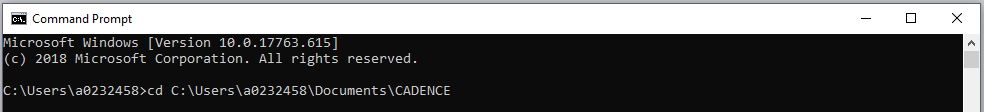 Command Prompt
Microsoft Windows [Version 10.0.17763.615]
(c) 2018 Microsoft Corporation. All rights reserved.
C:\Users\a0232458>cd C:\Users\a0232458\Documents\CADENCE